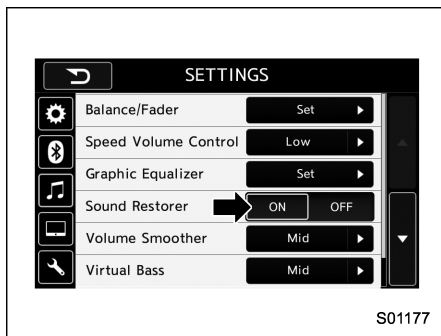 SETTINGS
Balance/Fader Set
Speed Volume Control Low
Graphic Equalizer Set
Sound Restorer ON OFF
Volume Smoother Mid
Virtual Bass Mid
S01177